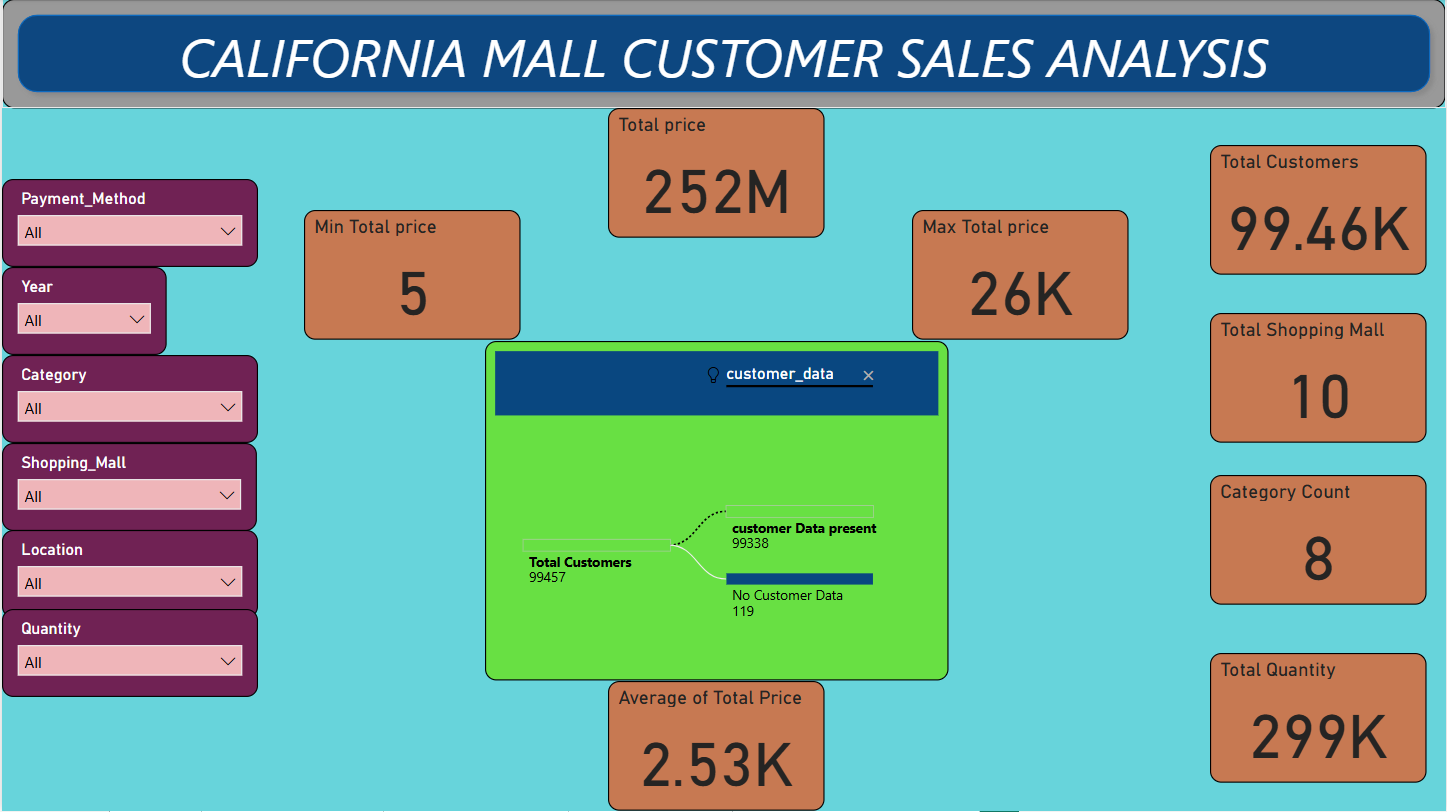 CALIFORNIA MALL CUSTOMER SALES ANALYSIS
Payment_Method
All
Year
All
Category
All
Shopping_Mall
All
Location
All
Quantity
All
Total price
252M
Min Total price
5
Max Total price
26K
customer_data
Total Customers
99457
customer Data present
99338
No Customer Data
119
Average of Total Price
2.53K
Total Customers
99.46K
Total Shopping Mall
10
Category Count
8
Total Quantity
299K